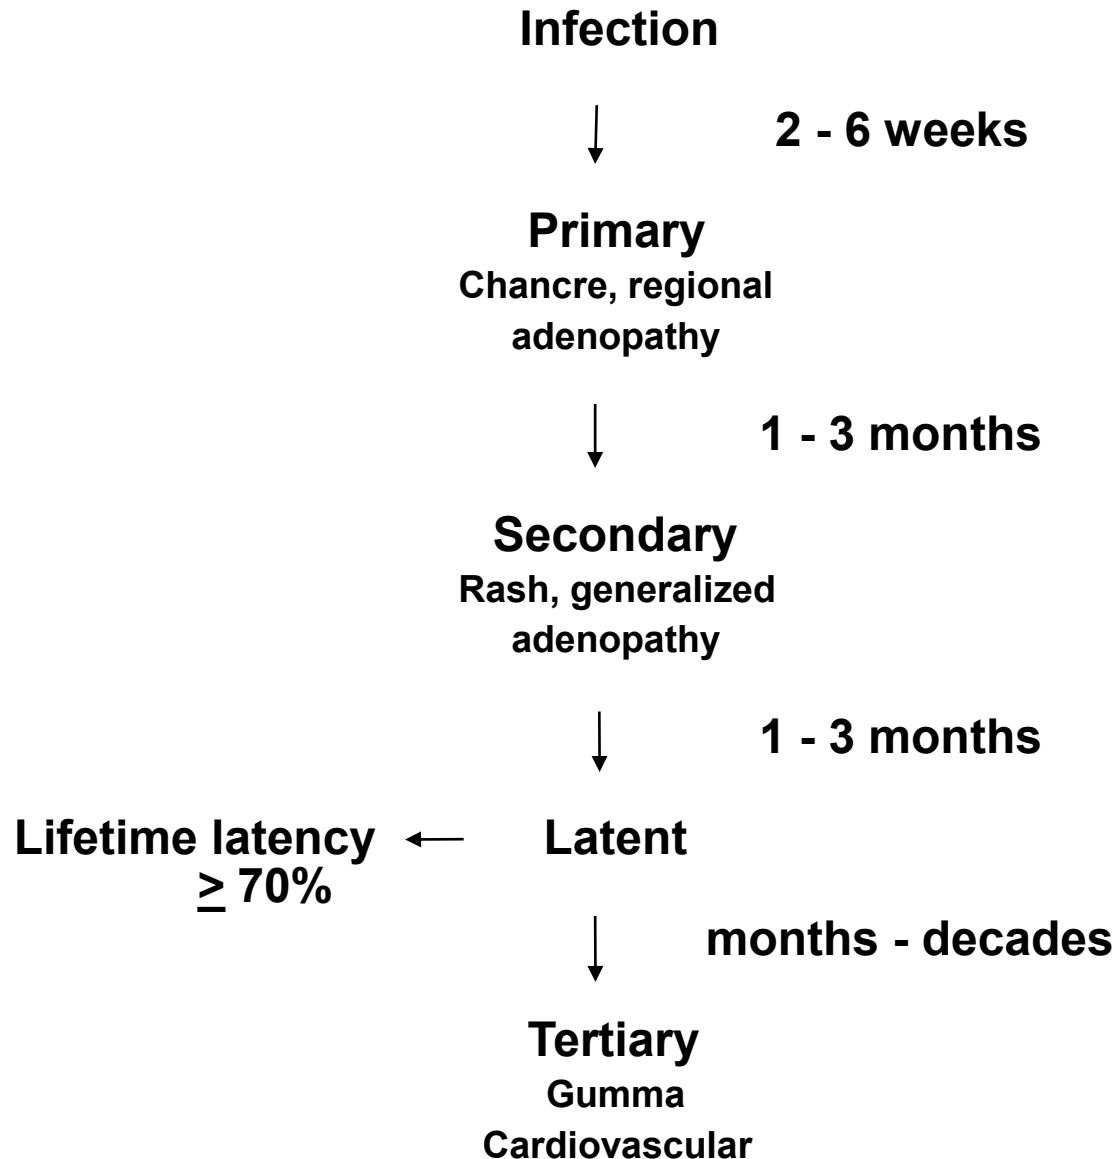 Infection
2 - 6 weeks
Primary
Chancre, regional
adenopathy
1 - 3 months
Secondary
Rash, generalized
adenopathy
1 - 3 months
Lifetime latency Latent
≥ 70%
months - decades
Tertiary
Gumma
Cardiovascular